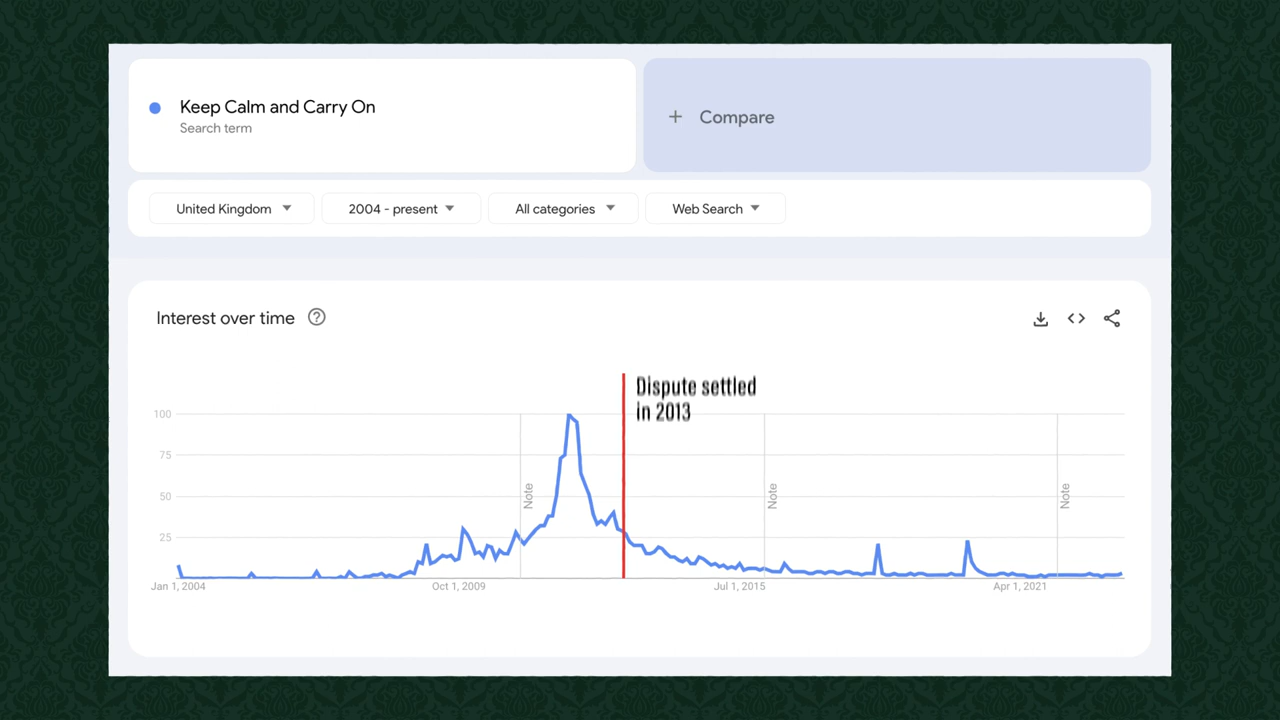 Keep Calm and Carry On
Search term
+ Compare
United Kingdom
2004 - present
All categories
Web Search
Interest over time
Dispute settled
in 2013
100
75
50
25
Note
Note
Note
Jan 1, 2004
Oct 1, 2009
Jul 1, 2015
Apr 1, 2021